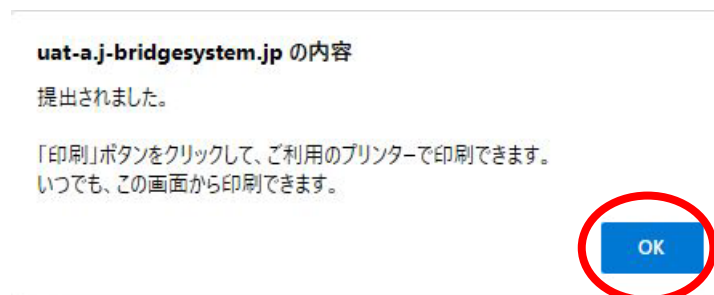 uat-a.j-bridgesystem.jp の内容
提出されました。
「印刷」ボタンをクリックして、ご利用のプリンターで印刷できます。
いつでも、この画面から印刷できます。
OK